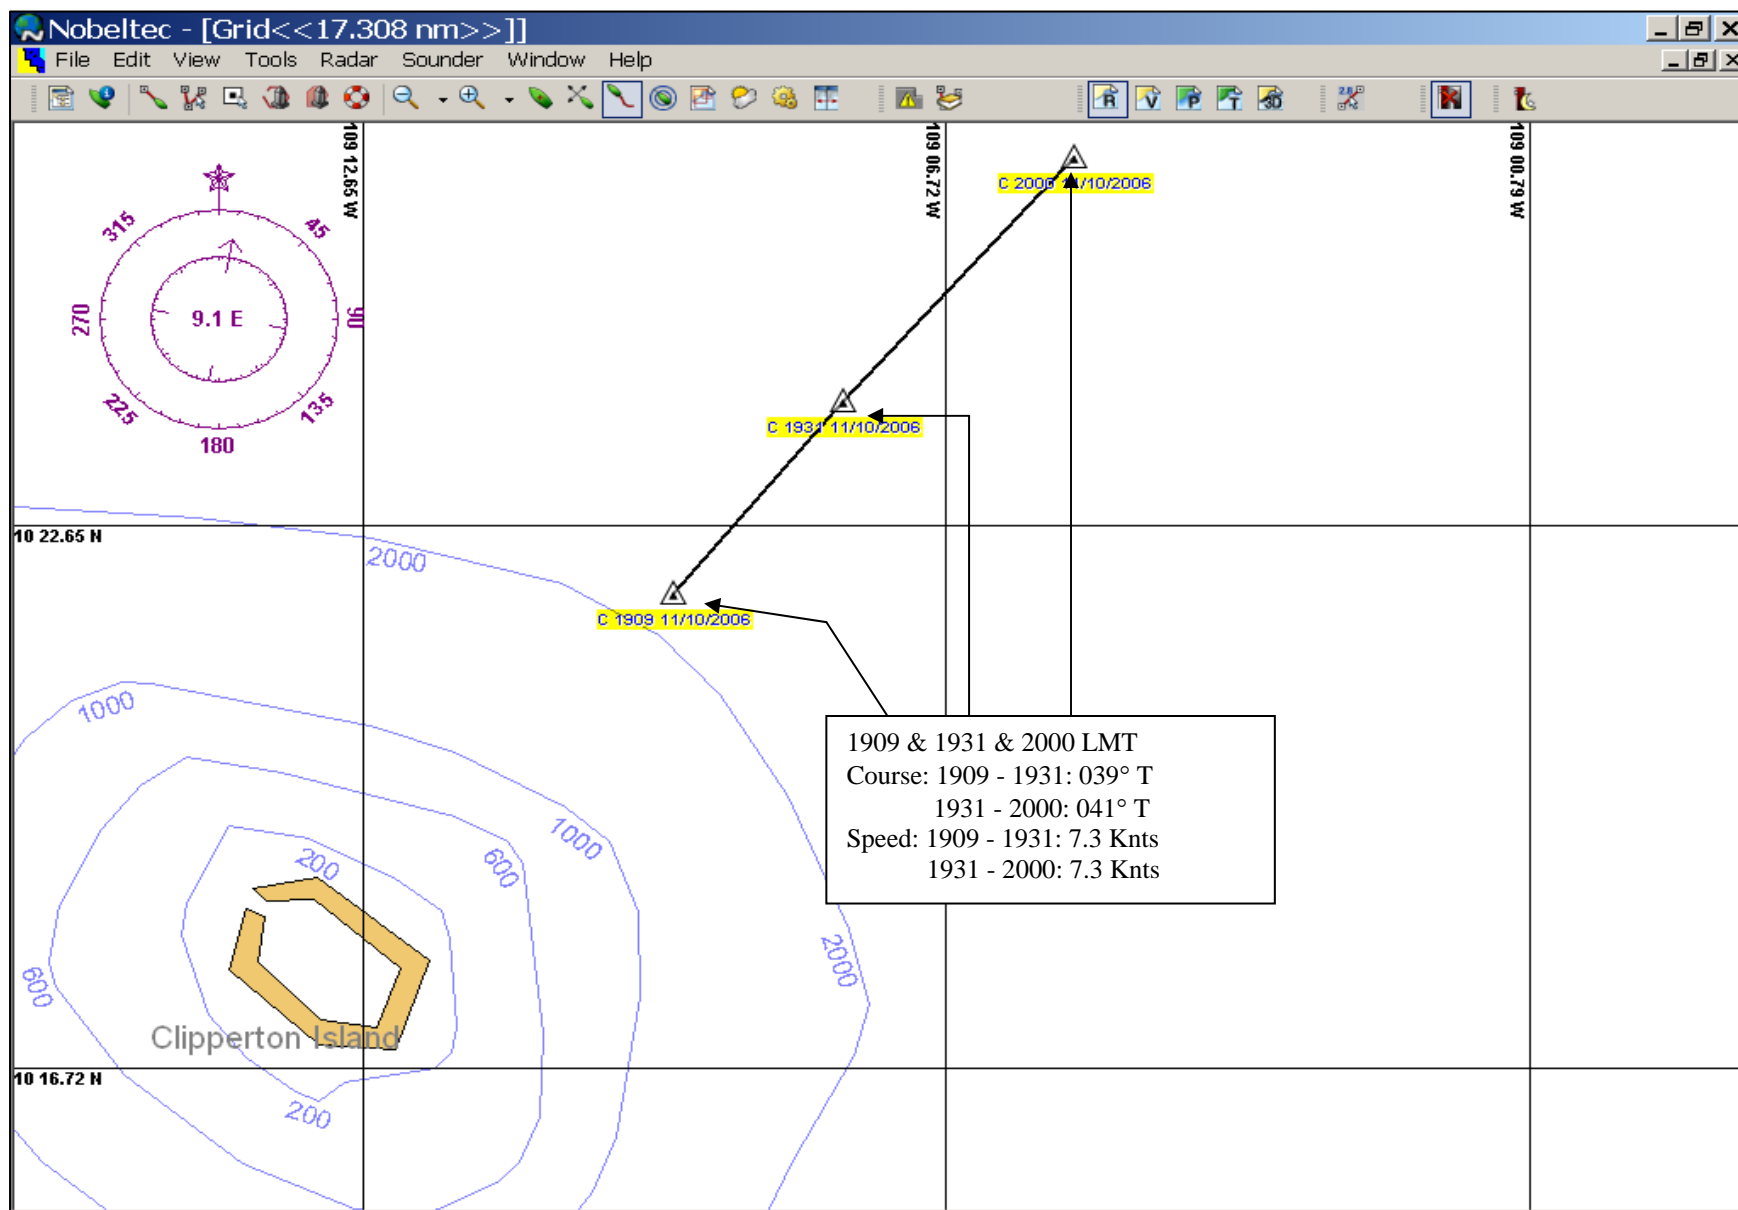 Nobeltec - [Grid<<17.308 nm>>]]
File Edit View Tools Radar Sounder Window Help
R V P T 3D
109 12.65 W
109 06.72 W
109 00.79 W
C 2000 11/10/2006
315
45
270
9.1 E
90
225
135
180
C 1931 11/10/2006
10 22.65 N
2000
C 1909 11/10/2006
1000
1909 & 1931 & 2000 LMT
Course: 1909 - 1931: 039° T
1931 - 2000: 041° T
Speed: 1909 - 1931: 7.3 Knts
1931 - 2000: 7.3 Knts
1000
200
600
2000
600
Clipperton Island
10 16.72 N
200